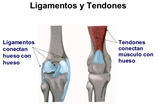 Ligamentos y Tendones
Ligamentos
conectan
hueso con
hueso
Tendones
conectan
músculo con
hueso